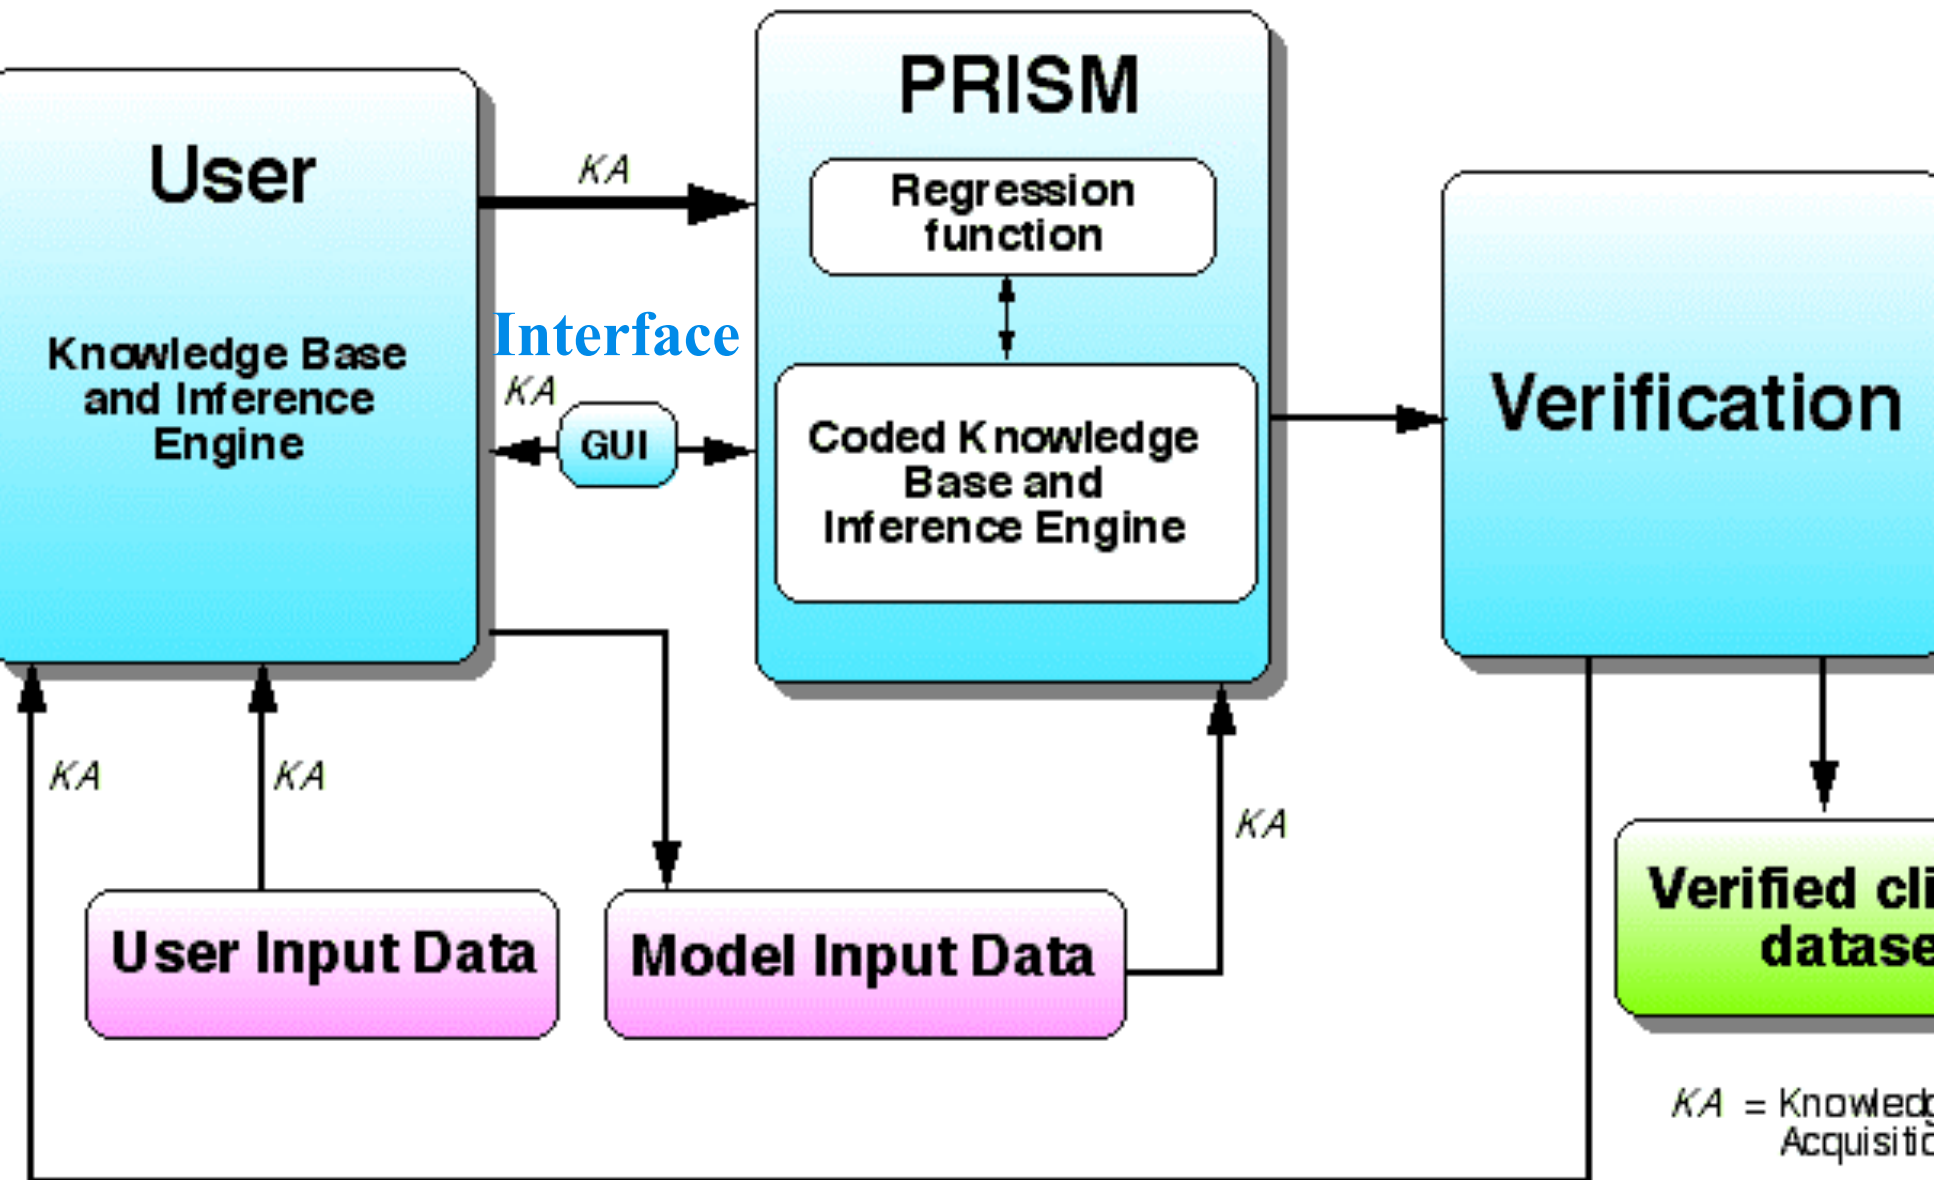 PRISM
User
KA
Regression
function
Interface
Knowledge Base
and Inference
Engine
KA
GUI
Coded Knowledge
Base and
Inference Engine
Verification
KA
KA
KA
User Input Data
Model Input Data
Verified
KA =